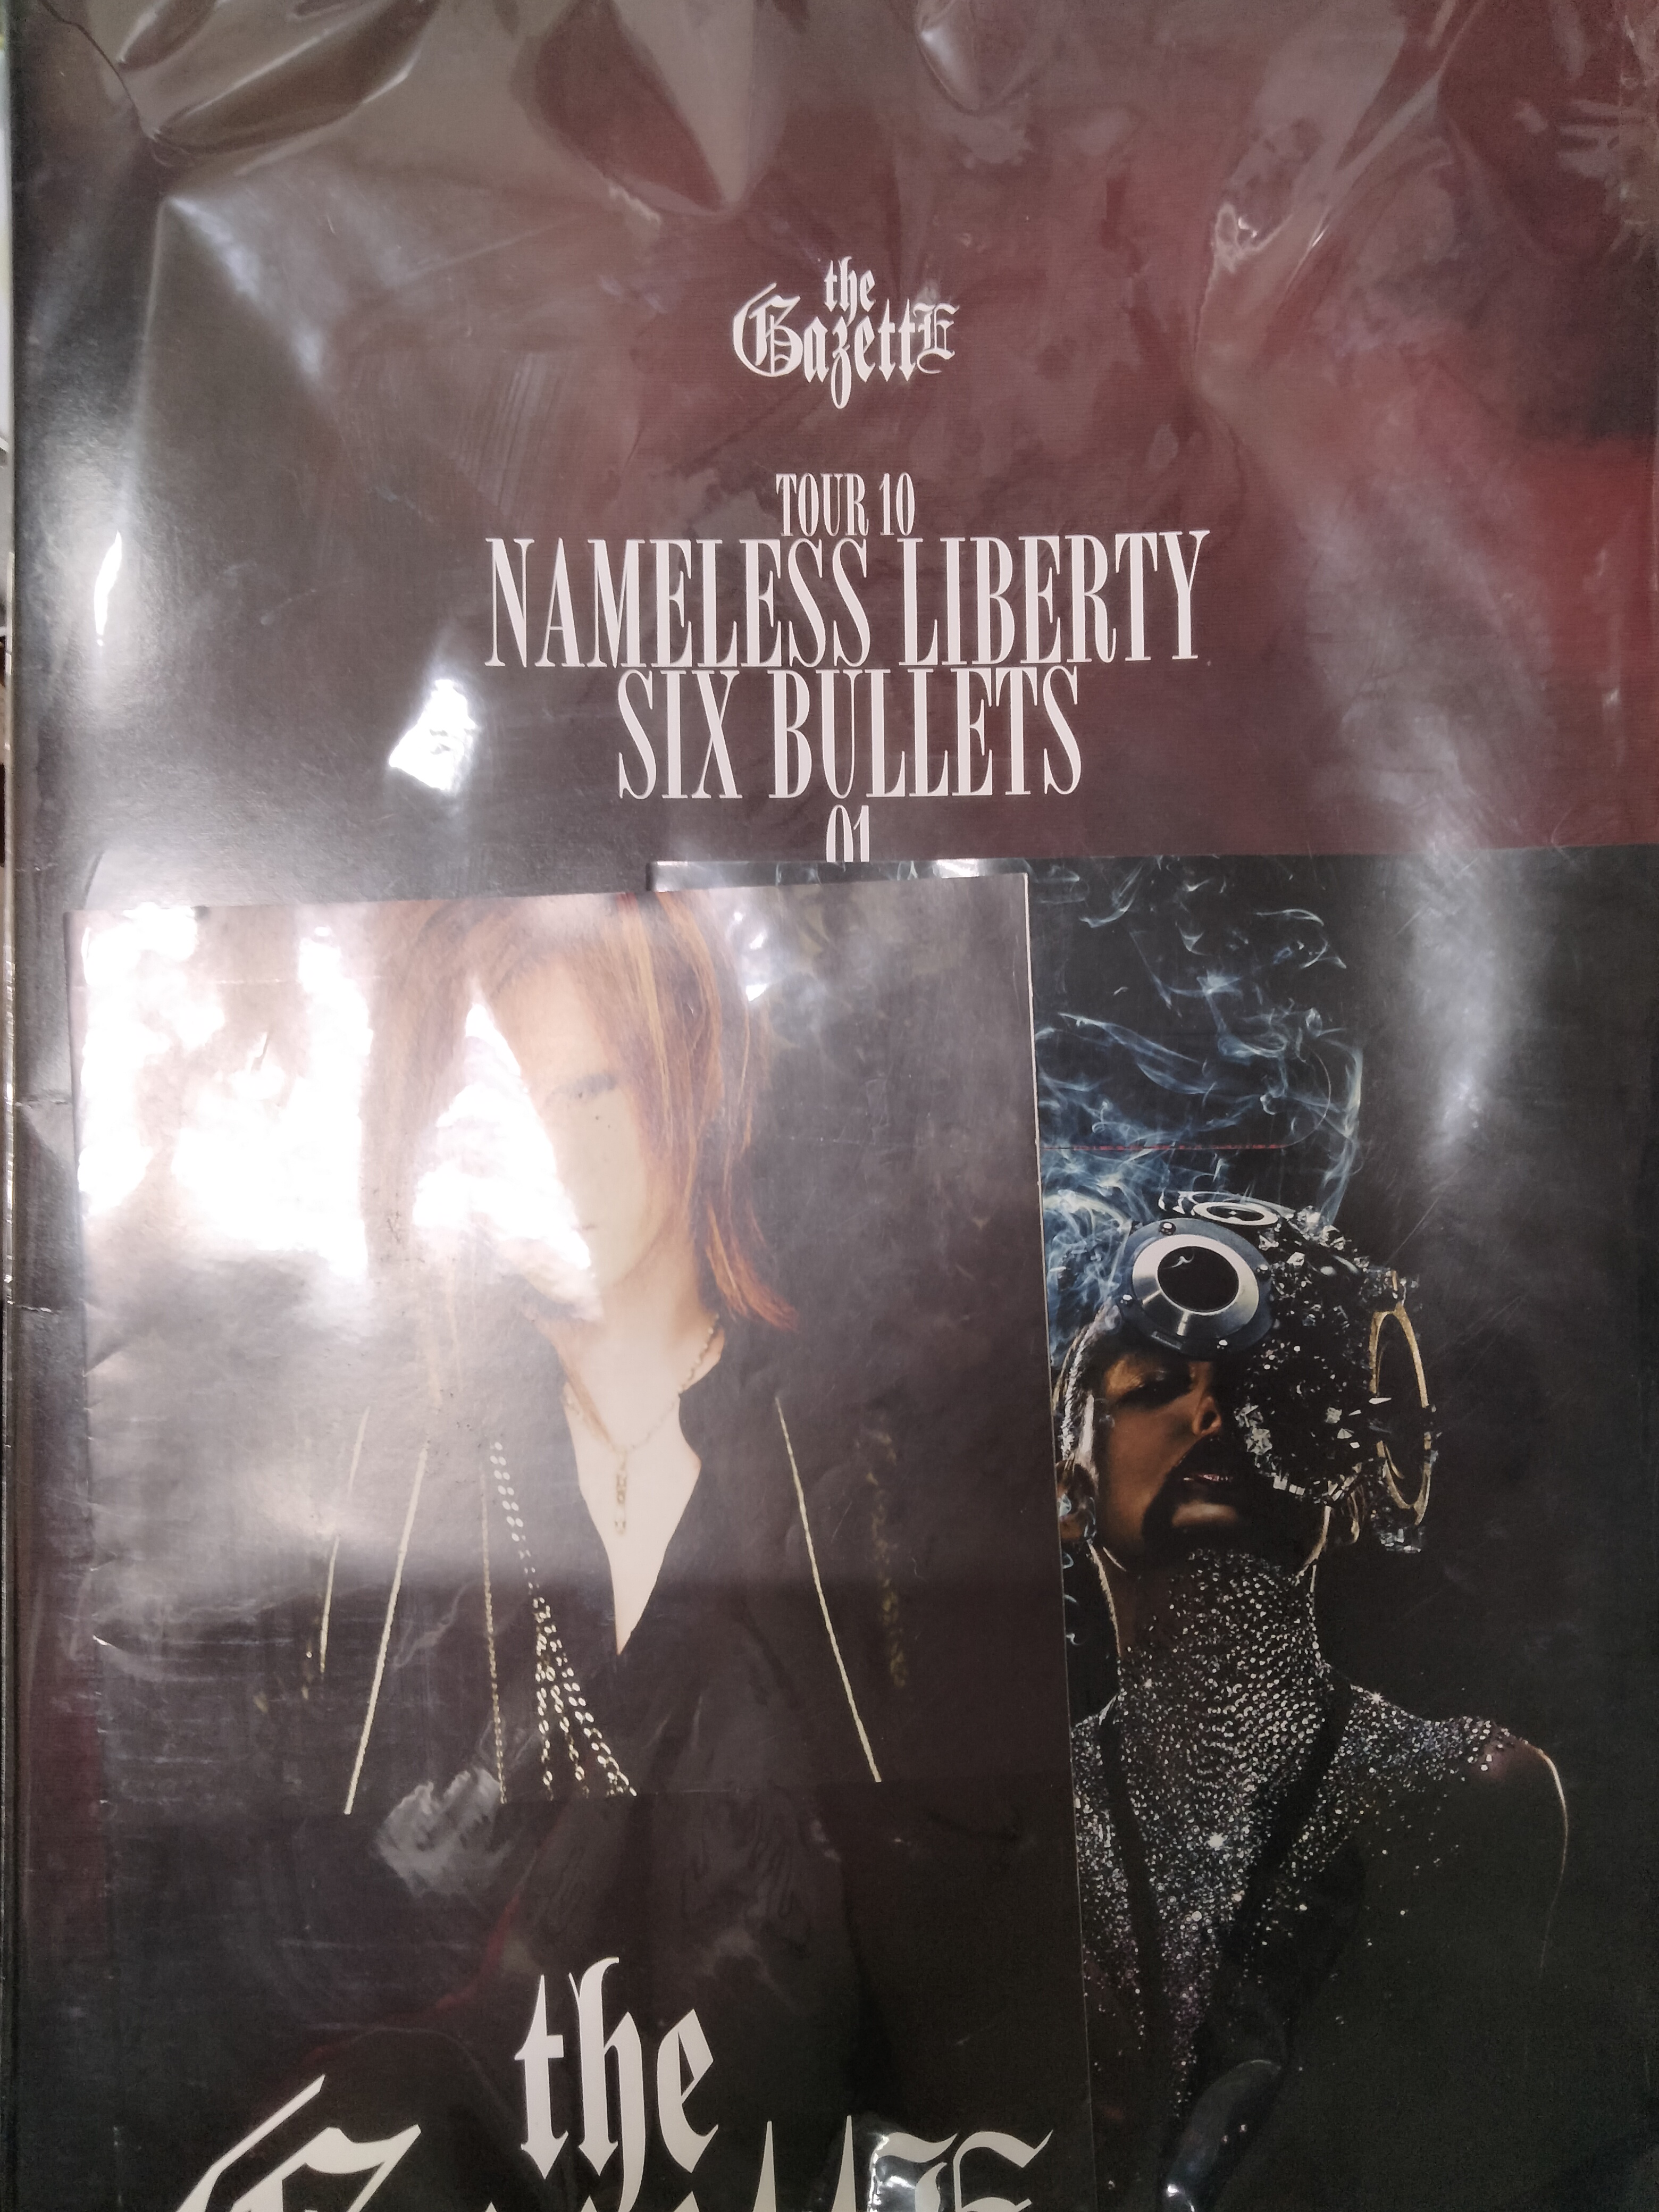 the
GazettE
TOUR 10
NAMELESS LIBERTY
SIX BULLETS
01
the